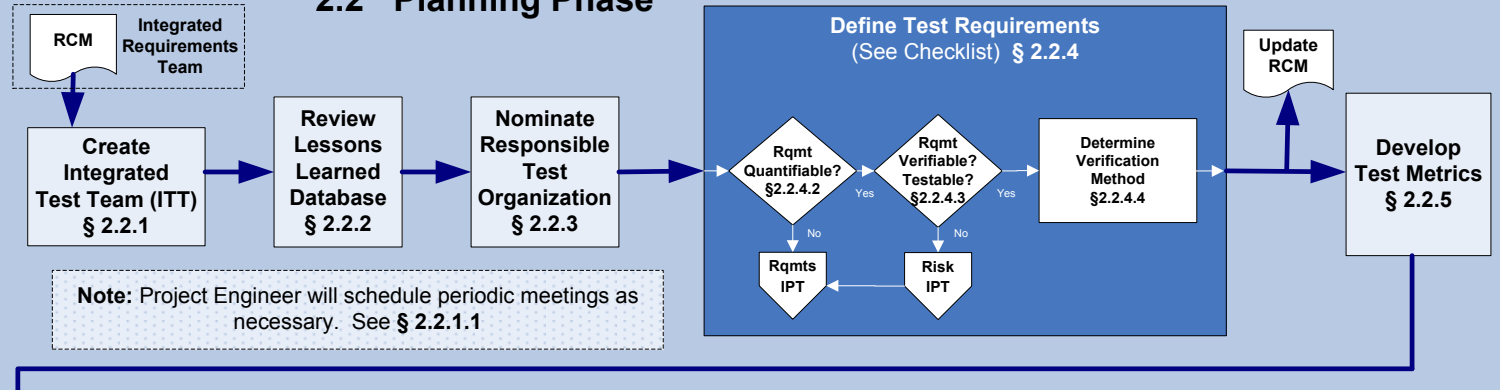 2.2 Planning Phase
RCM
Integrated
Requirements
Team
Create
Integrated
Test Team (ITT)
§ 2.2.1
Review
Lessons
Learned
Database
§ 2.2.2
Nominate
Responsible
Test
Organization
§ 2.2.3
Define Test Requirements
(See Checklist) § 2.2.4
Rqmt
Quantifiable?
§2.2.4.2
Yes
No
Rqmt
Verifiable?
Testable?
§2.2.4.3
Yes
No
Determine
Verification
Method
§2.2.4.4
Rqmts
IPT
Risk
IPT
Update
RCM
Develop
Test Metrics
§ 2.2.5
Note: Project Engineer will schedule periodic meetings as
necessary. See § 2.2.1.1